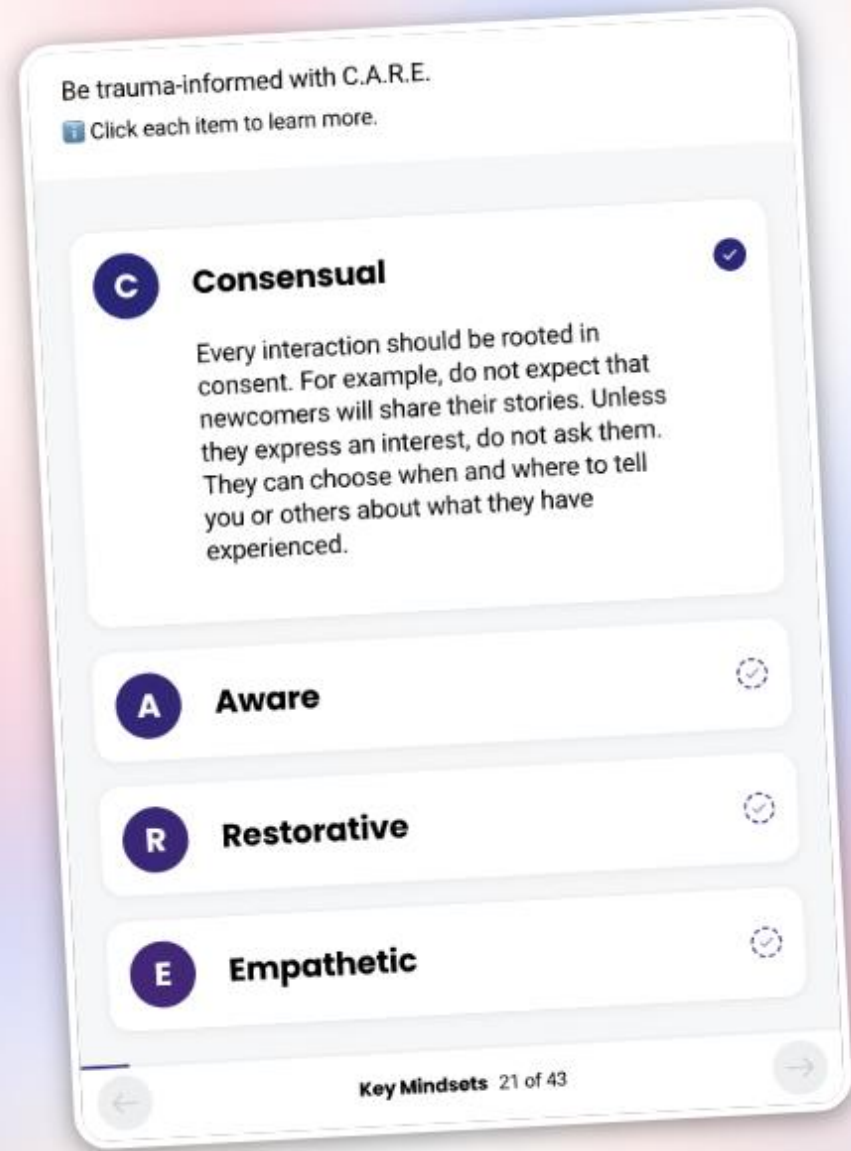 Be trauma-informed with C.A.R.E.
ℹ️ Click each item to learn more.
C
Consensual
Every interaction should be rooted in
consent. For example, do not expect that
newcomers will share their stories. Unless
they express an interest, do not ask them.
They can choose when and where to tell
you or others about what they have
experienced.
A
Aware
R
Restorative
E
Empathetic
Key Mindsets 21 of 43